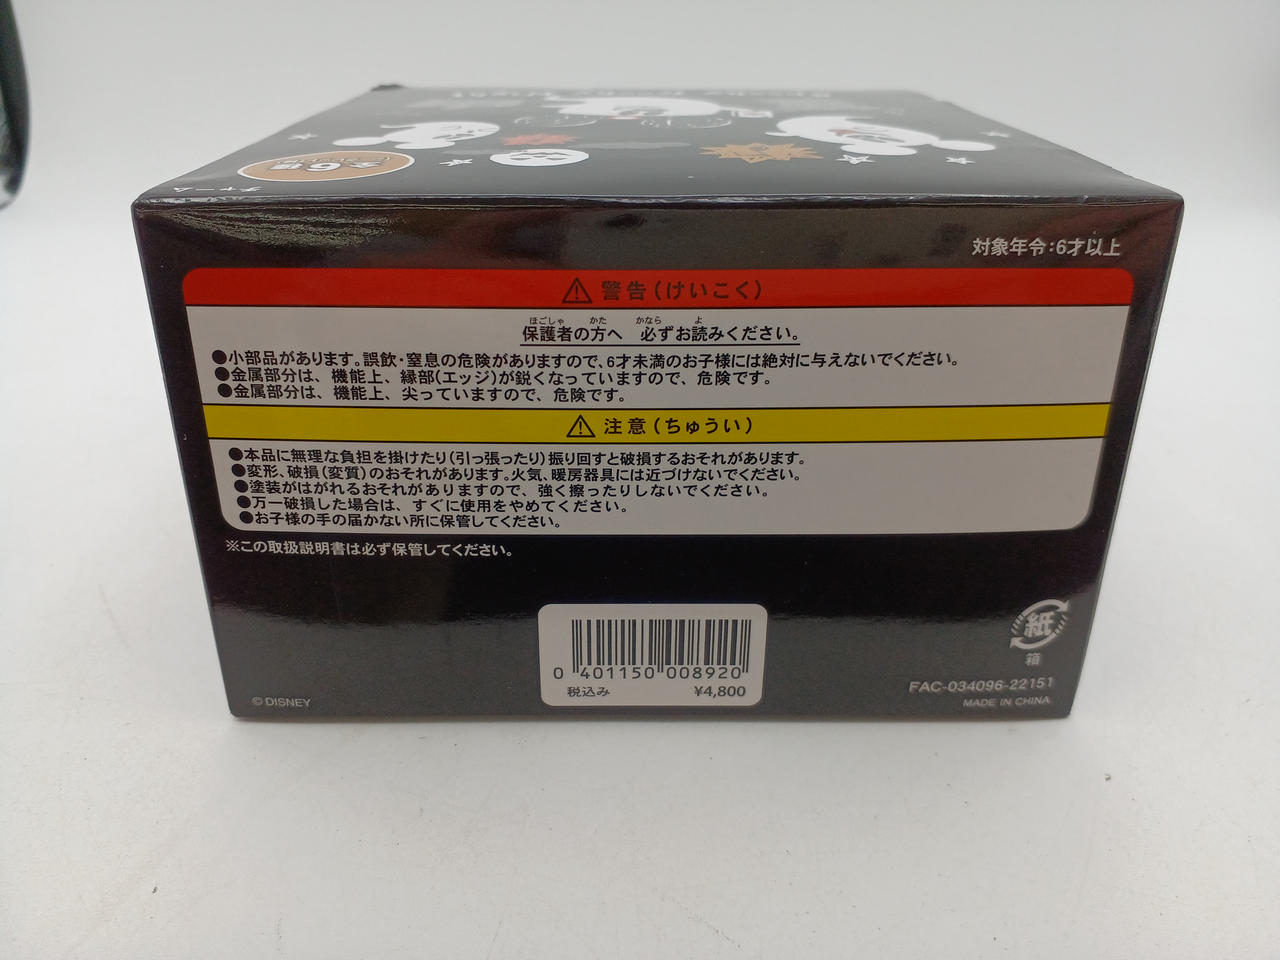 全6種
チャーム
対象年令:6才以上
警告(けいこく)
ほごしゃ かた かなら よ
保護者の方へ 必ずお読みください。
●小部品があります。誤飲・窒息の危険がありますので、6才未満のお子様には絶対に与えないでください。
●金属部分は、機能上、縁部(エッジ)が鋭くなっていますので、危険です。
●金属部分は、機能上、尖っていますので、危険です。
注意(ちゅうい)
●本品に無理な負担を掛けたり(引っ張ったり)振り回すと破損するおそれがあります。
●変形、破損(変質)のおそれがあります。火気、暖房器具には近づけないでください。
●塗装がはがれるおそれがありますので、強く擦ったりしないでください。
●万一破損した場合は、すぐに使用をやめてください。
●お子様の手の届かない所に保管してください。
※この取扱説明書は必ず保管してください。
紙
箱
0 401150 008920
税込み ¥4,800
FAC-034096-22151
MADE IN CHINA
© DISNEY